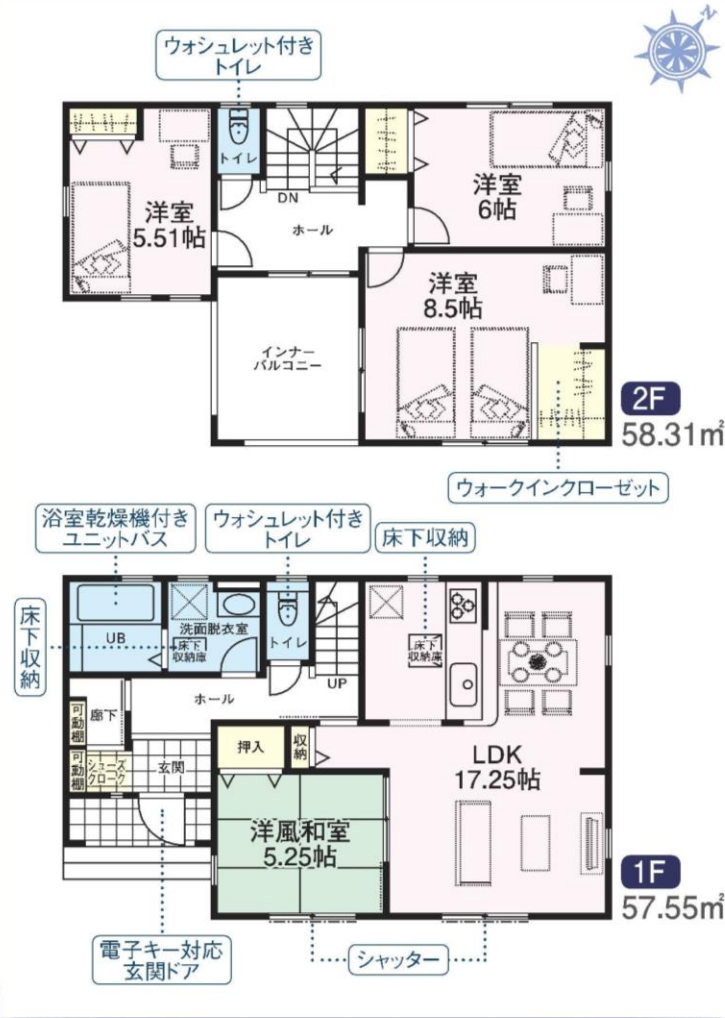 N
ウォシュレット付き
トイレ
トイレ
DN
ホール
洋室
5.51帖
洋室
6帖
洋室
8.5帖
インナー
バルコニー
2F
58.31㎡
ウォークインクローゼット
浴室乾燥機付き
ユニットバス
ウォシュレット付き
トイレ
床下収納
床下収納
UB
洗面脱衣室
床下
収納庫
トイレ
UP
床下
収納庫
ホール
可動棚
廊下
可動棚
シューズ
クローク
玄関
押入
収納
LDK
17.25帖
洋風和室
5.25帖
1F
57.55㎡
電子キー対応
玄関ドア
シャッター